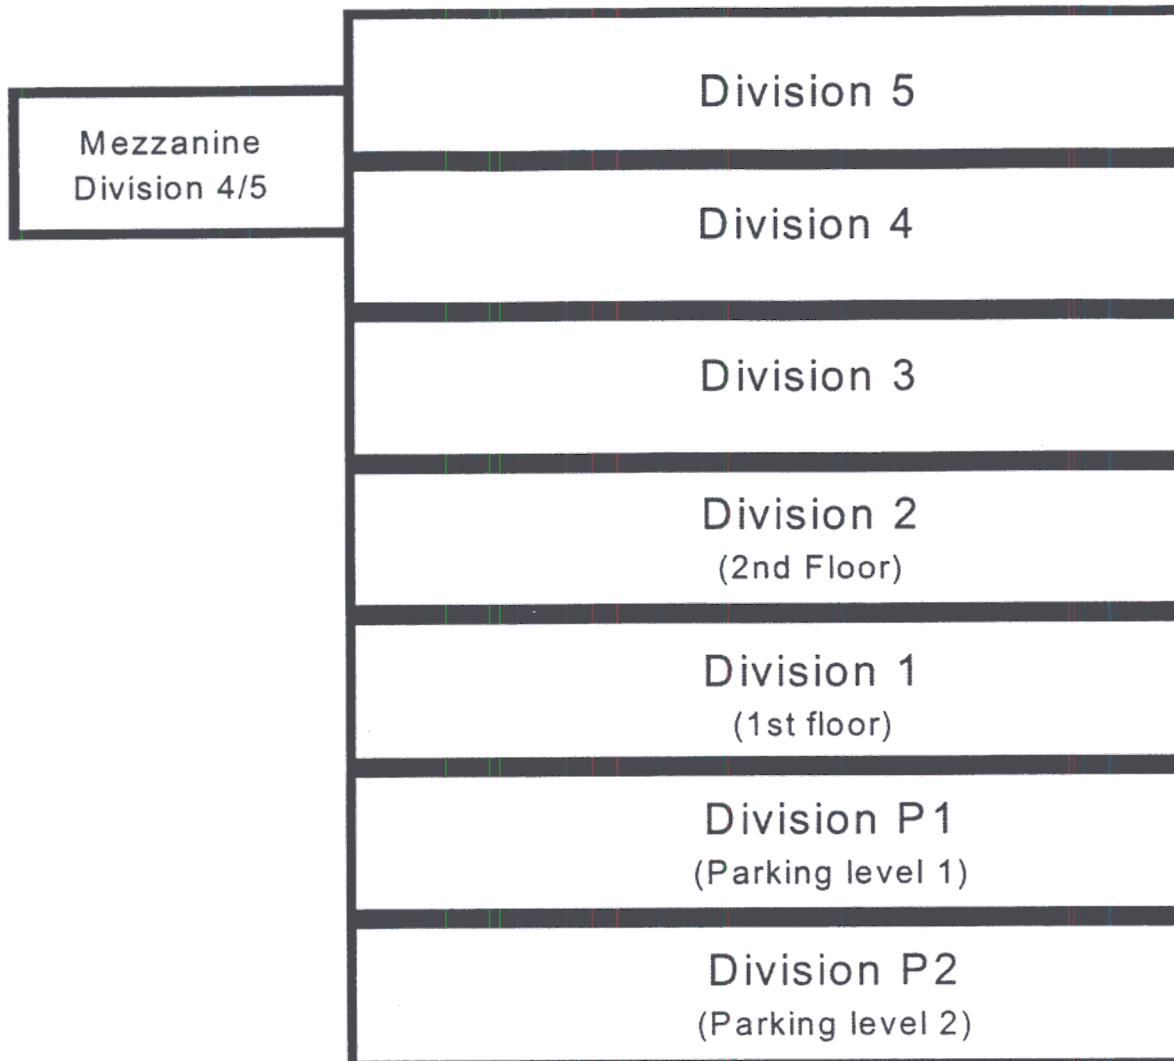 Division 5
Mezzanine
Division 4/5
Division 4
Division 3
Division 2
(2nd Floor)
Division 1
(1st floor)
Division P1
(Parking level 1)
Division P2
(Parking level 2)